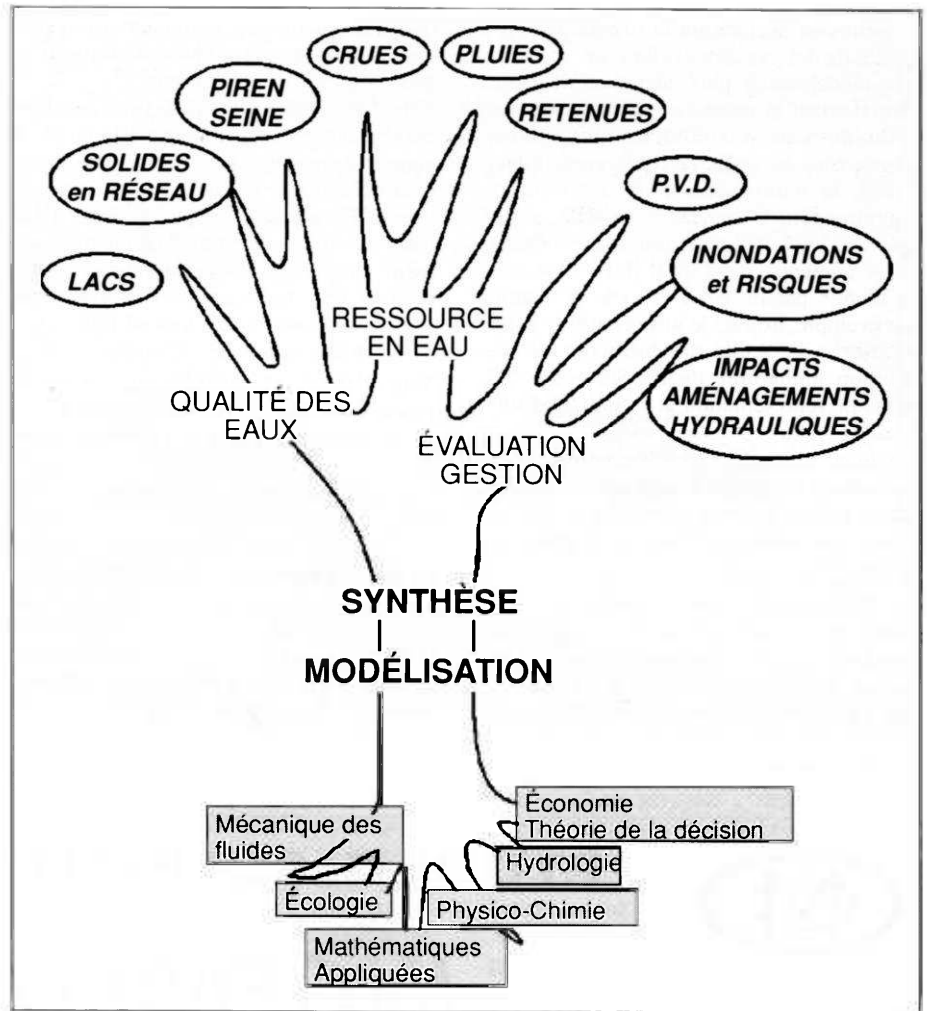 CRUES
PLUIES
PIREN
SEINE
RETENUES
SOLIDES
en RÉSEAU
P.V.D.
LACS
INONDATIONS
et RISQUES
IMPACTS
AMÉNAGEMENTS
HYDRAULIQUES
RESSOURCE
EN EAU
QUALITÉ DES
EAUX
ÉVALUATION
GESTION
SYNTHÈSE
MODÉLISATION
Mécanique des
fluides
Économie
Théorie de la décision
Hydrologie
Écologie
Physico-Chimie
Mathématiques
Appliquées